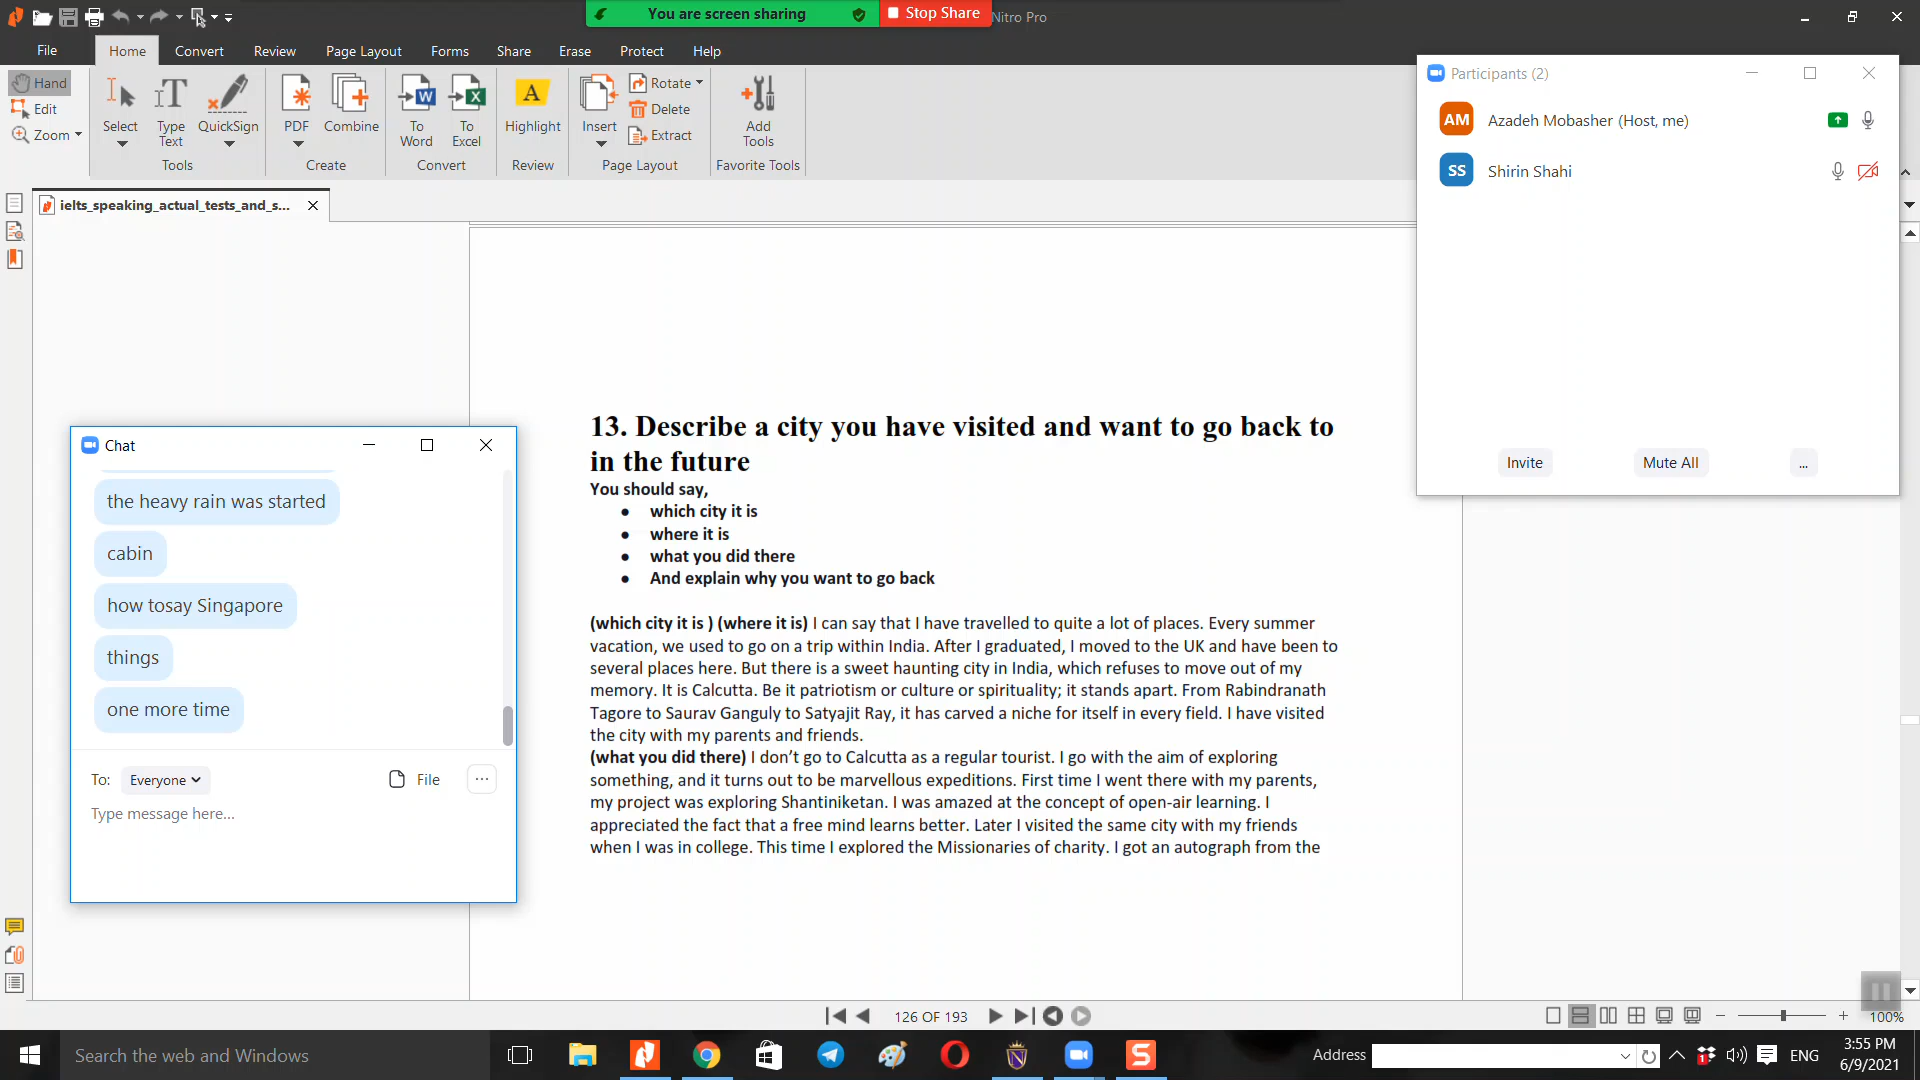 You are screen sharing
Stop Share
Nitro Pro
File
Home
Convert
Review
Page Layout
Forms
Share
Erase
Protect
Help
Hand
Edit
Zoom
Select
Type
Text
QuickSign
Tools
PDF
Combine
Create
To
Word
To
Excel
Convert
Highlight
Review
Insert
Rotate
Delete
Extract
Page Layout
Add
Tools
Favorite Tools
Participants (2)
AM Azadeh Mobasher (Host, me)
SS Shirin Shahi
Invite
Mute All
...
ielts_speaking_actual_tests_and_s...
13. Describe a city you have visited and want to go back to
in the future
You should say,
• which city it is
• where it is
• what you did there
• And explain why you want to go back
(which city it is ) (where it is) I can say that I have travelled to quite a lot of places. Every summer
vacation, we used to go on a trip within India. After I graduated, I moved to the UK and have been to
several places here. But there is a sweet haunting city in India, which refuses to move out of my
memory. It is Calcutta. Be it patriotism or culture or spirituality; it stands apart. From Rabindranath
Tagore to Saurav Ganguly to Satyajit Ray, it has carved a niche for itself in every field. I have visited
the city with my parents and friends.
(what you did there) I don’t go to Calcutta as a regular tourist. I go with the aim of exploring
something, and it turns out to be marvellous expeditions. First time I went there with my parents,
my project was exploring Shantiniketan. I was amazed at the concept of open-air learning. I
appreciated the fact that a free mind learns better. Later I visited the same city with my friends
when I was in college. This time I explored the Missionaries of charity. I got an autograph from the
Chat
the heavy rain was started
cabin
how tosay Singapore
things
one more time
To: Everyone
File
...
Type message here...
126 OF 193
100%
Search the web and Windows
Address
ENG
3:55 PM
6/9/2021